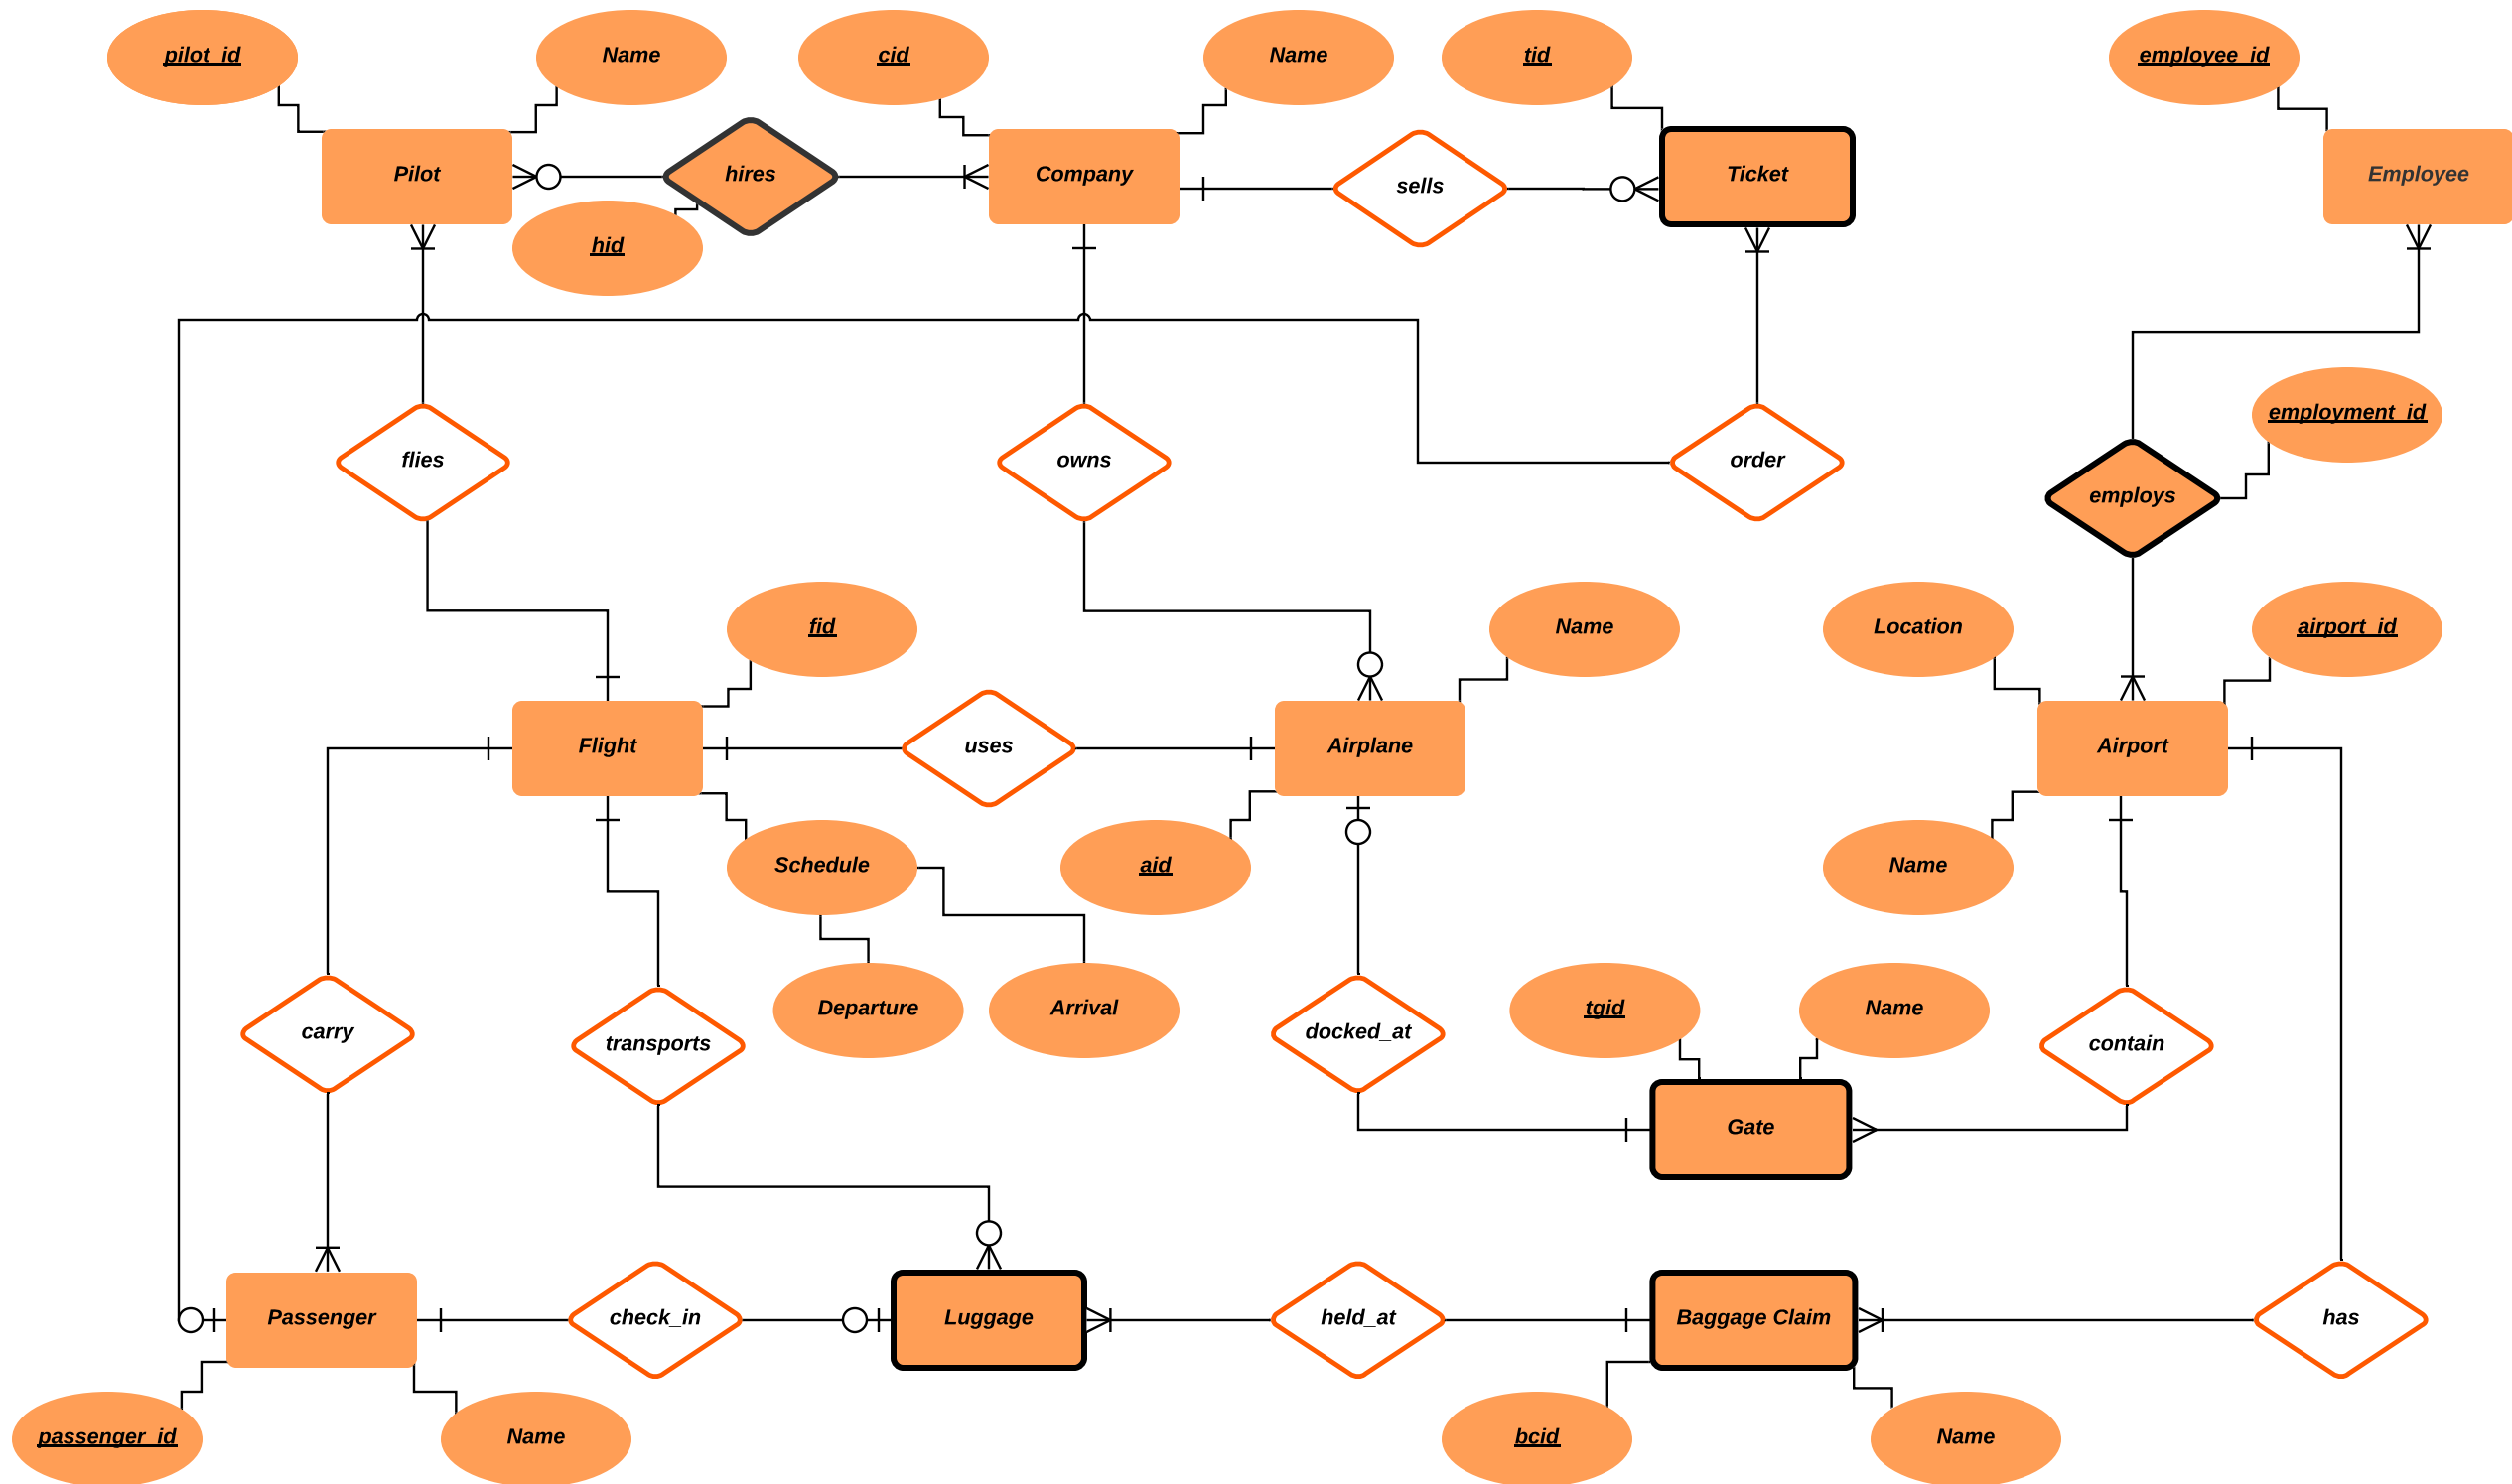 pilot_id
Name
cid
Name
tid
employee_id
Pilot
hires
Company
sells
Ticket
Employee
hid
employment_id
flies
owns
order
employs
fid
Name
Location
airport_id
Flight
uses
Airplane
Airport
Schedule
aid
Name
Departure
Arrival
tgid
Name
carry
transports
docked_at
contain
Gate
Passenger
check_in
Luggage
held_at
Baggage Claim
has
passenger_id
Name
bcid
Name